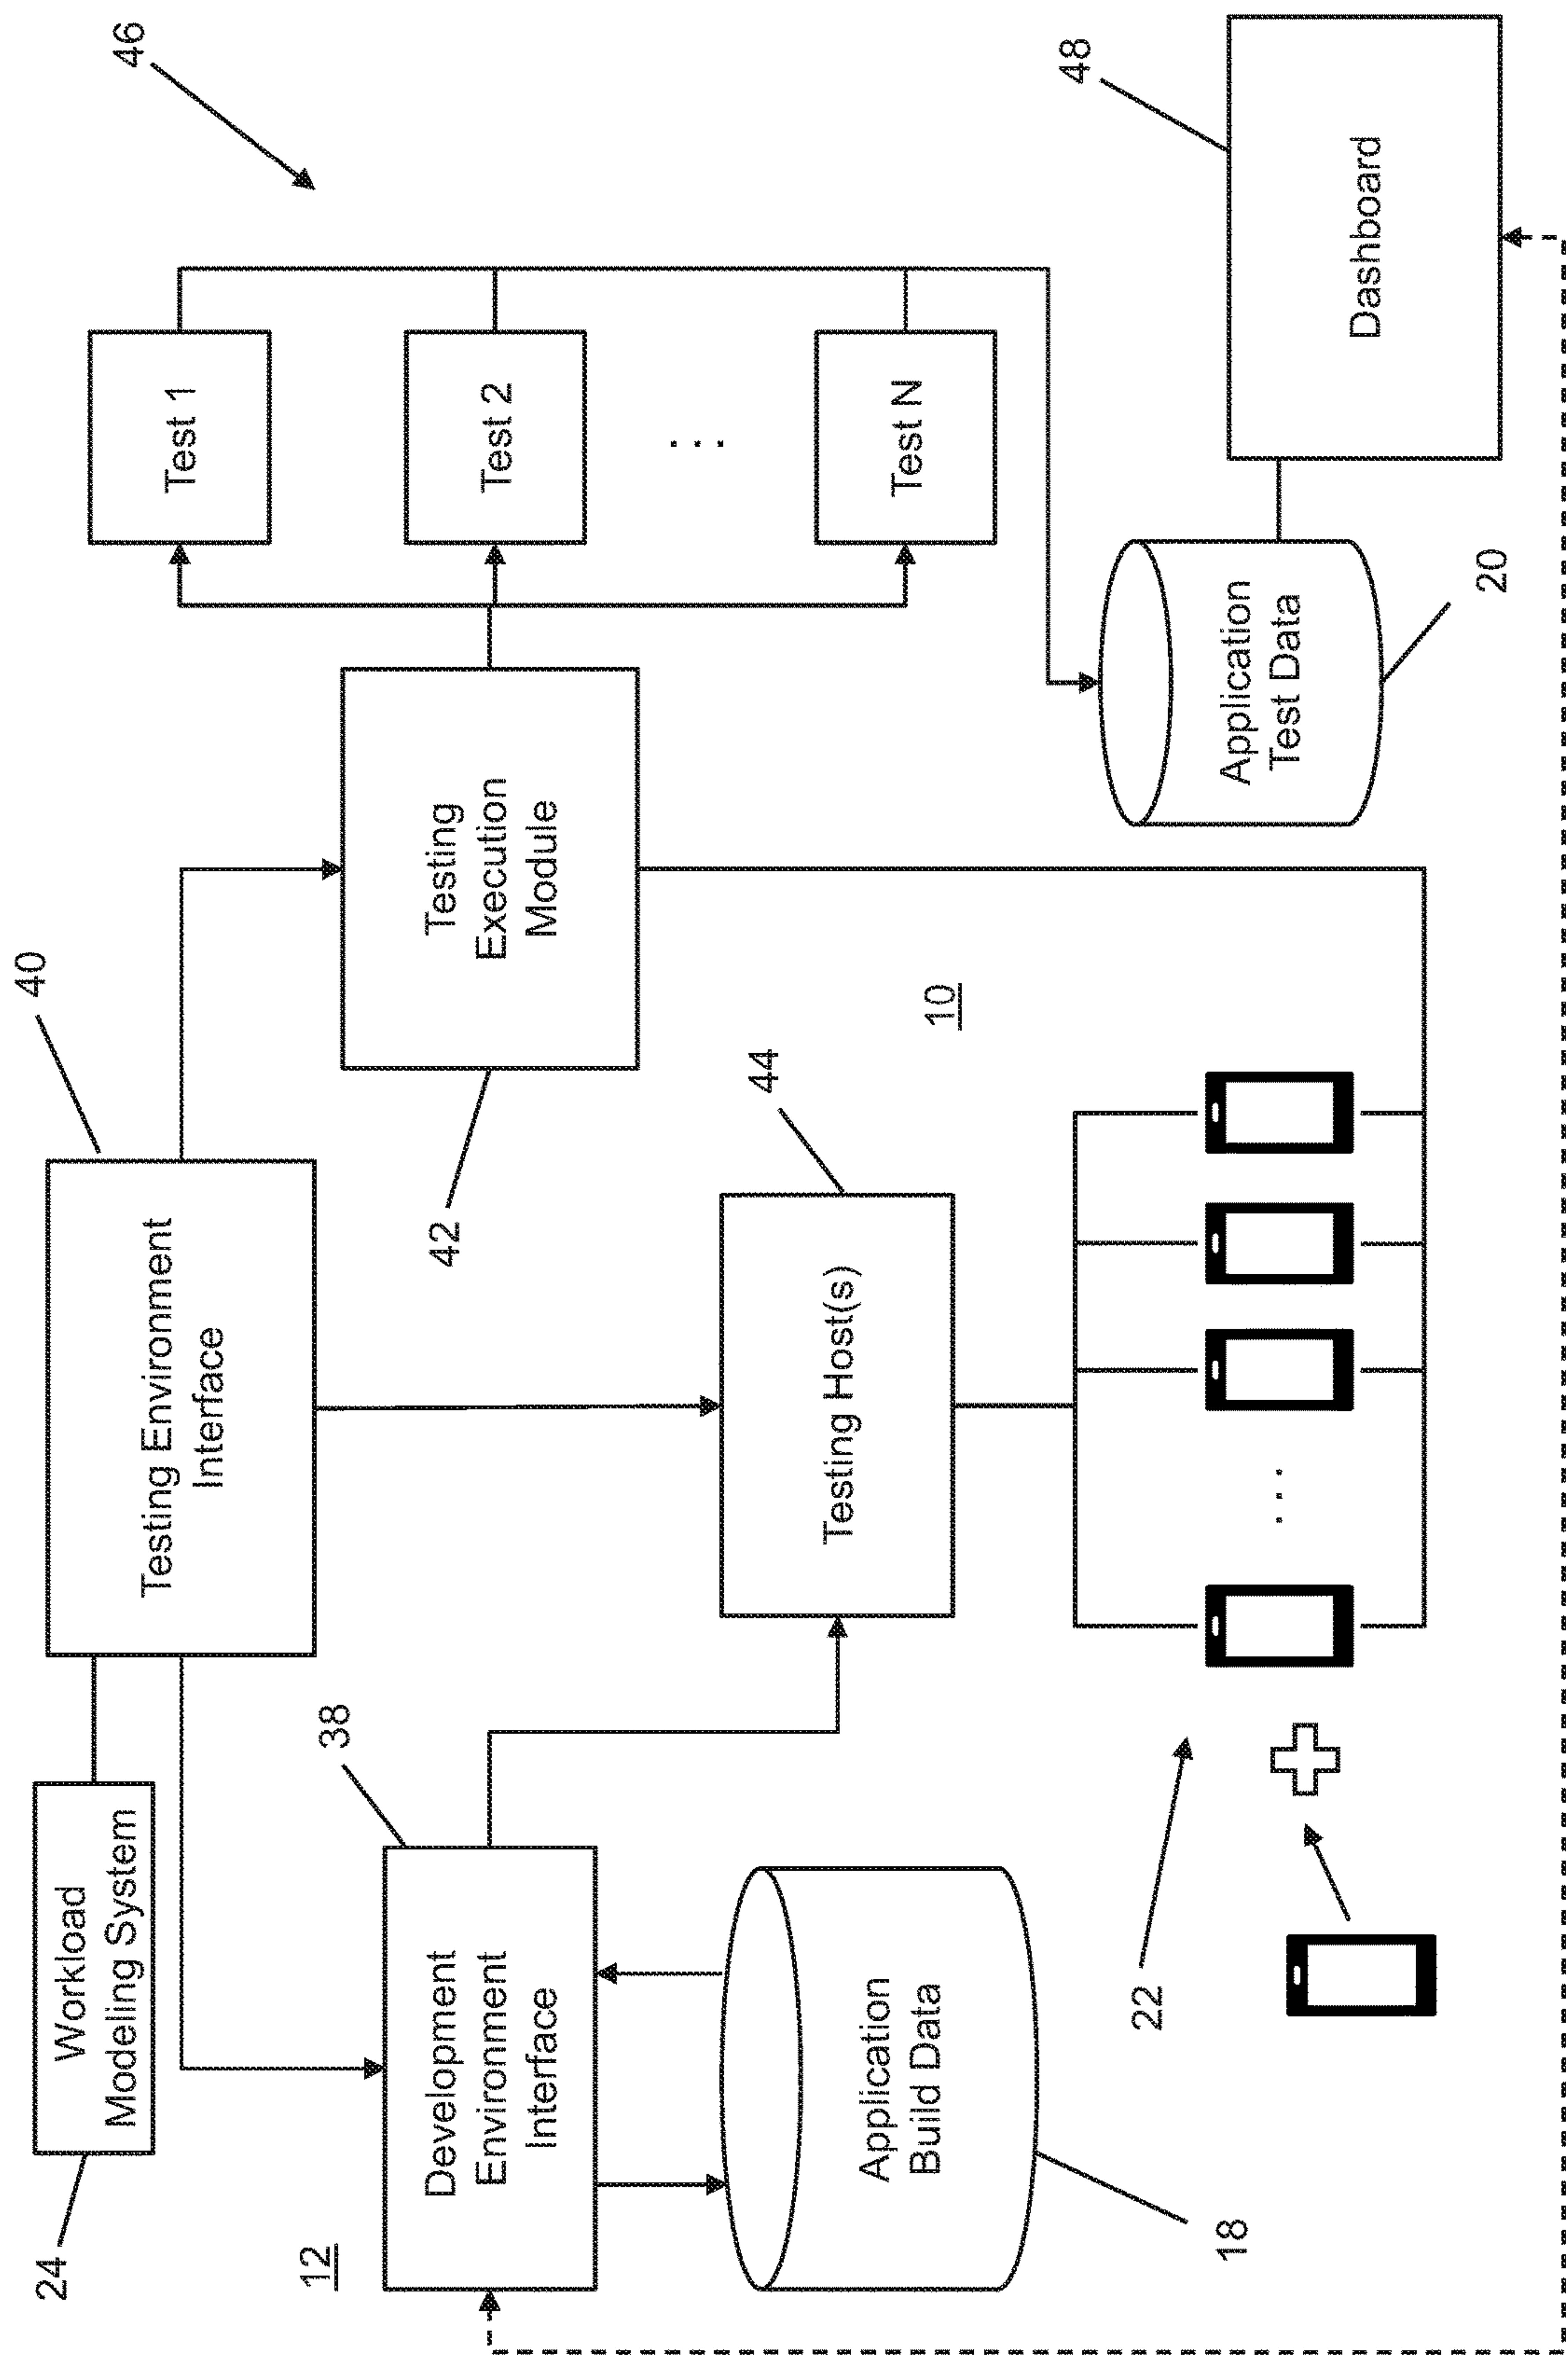 24
Workload
Modeling System
40
Testing Environment
Interface
46
12
38
Development
Environment
Interface
42
Testing
Execution
Module
Test 1
Test 2
. . .
Test N
44
Testing Host(s)
10
Application
Build Data
18
22
. . .
Application
Test Data
20
48
Dashboard